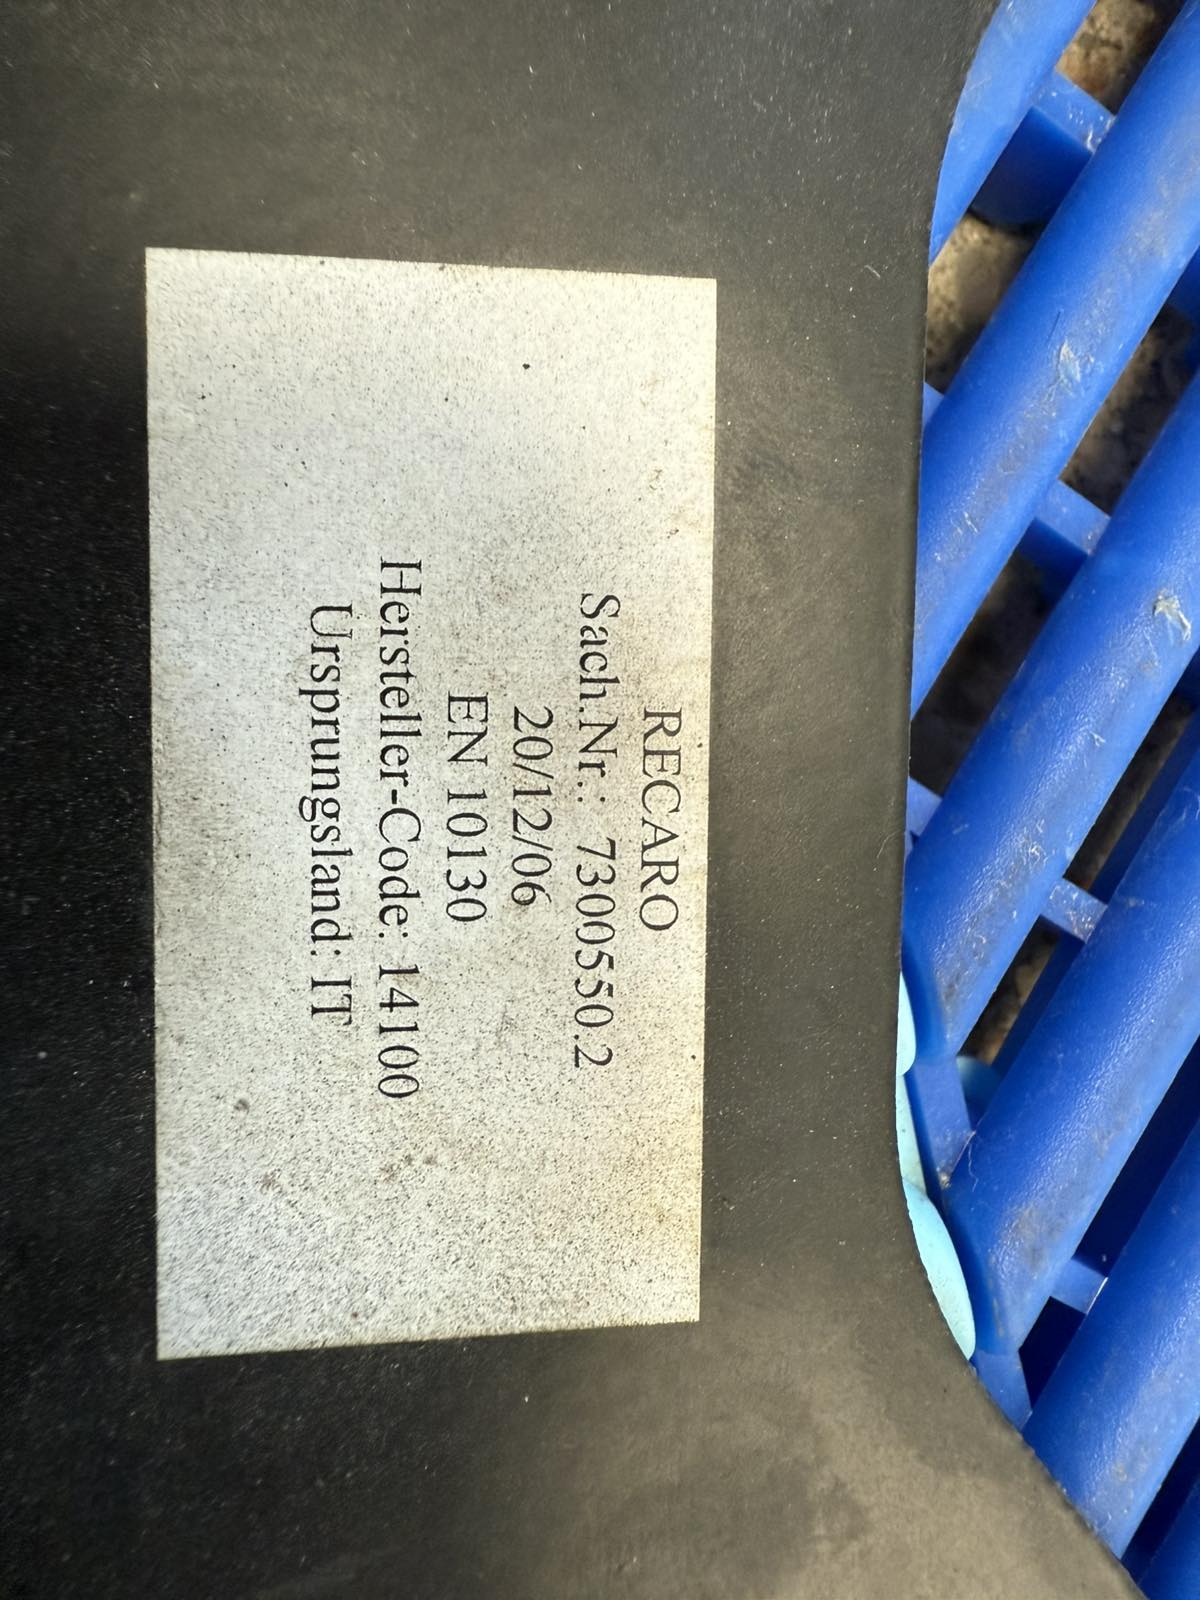 RECARO
Sach.Nr.: 7300550.2
20/12/06
EN 10130
Hersteller-Code: 14100
Ursprungsland: IT